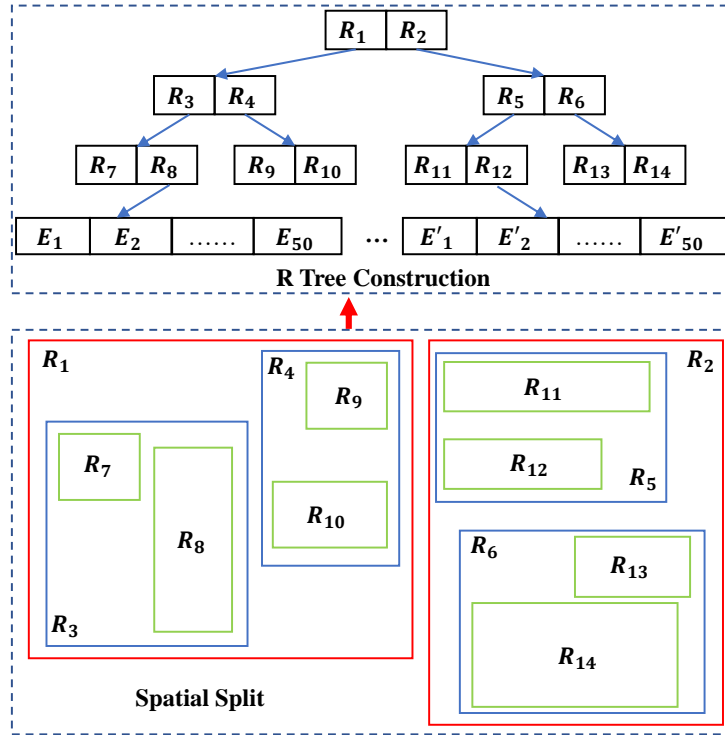 R1 R2
R3 R4 R5 R6
R7 R8 R9 R10 R11 R12 R13 R14
E1 E2 ...... E50 ... E'1 E'2 ...... E'50
R Tree Construction
R1 R4 R9 R2
R11
R7 R12 R5
R8 R10
R6 R13
R3
R14
Spatial Split